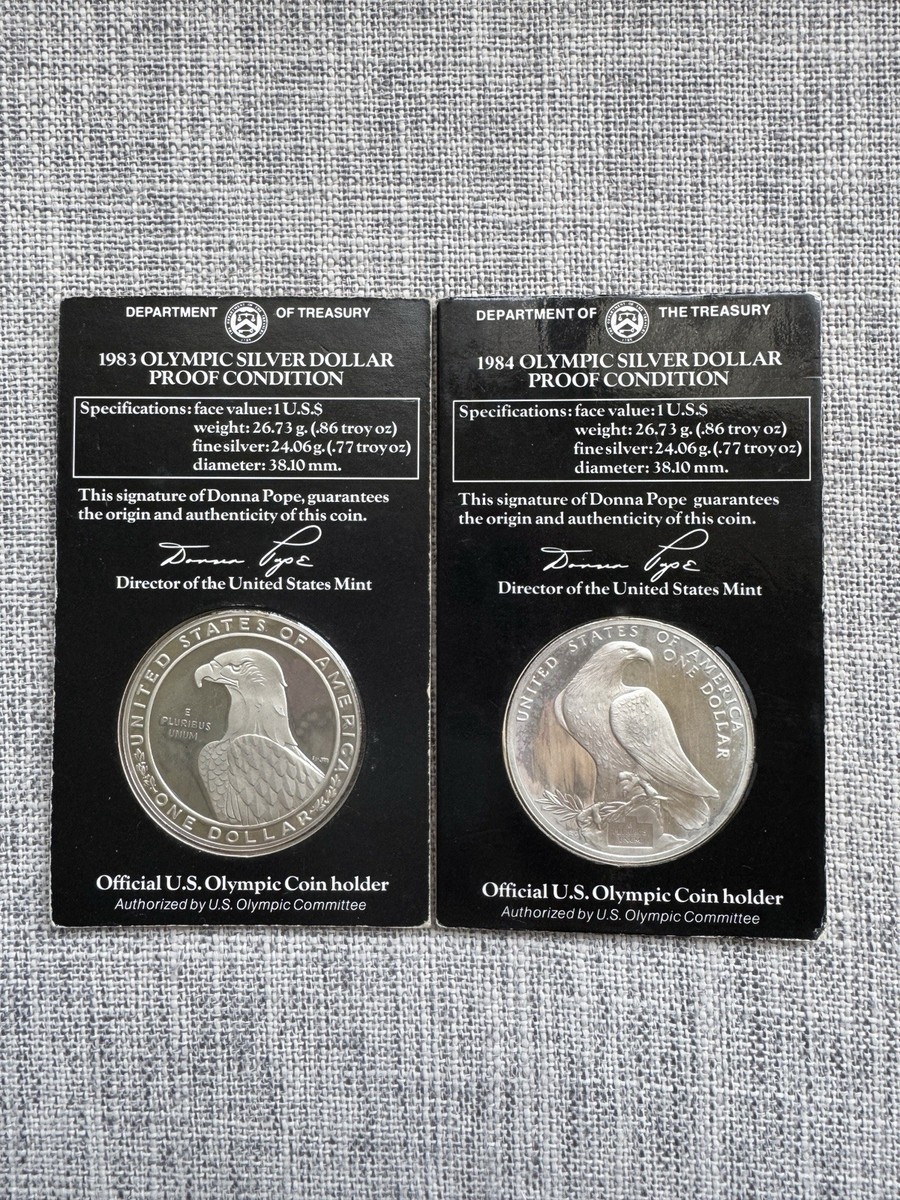 DEPARTMENT OF TREASURY
1983 OLYMPIC SILVER DOLLAR
PROOF CONDITION
Specifications: face value: 1 U.S.$
weight: 26.73 g. (.86 troy oz)
fine silver: 24.06 g. (.77 troy oz)
diameter: 38.10 mm.
This signature of Donna Pope, guarantees
the origin and authenticity of this coin.
Donna Pope
Director of the United States Mint
UNITED STATES OF AMERICA
E
PLURIBUS
UNUM
ONE DOLLAR
Official U.S. Olympic Coin holder
Authorized by U.S. Olympic Committee
DEPARTMENT OF THE TREASURY
1984 OLYMPIC SILVER DOLLAR
PROOF CONDITION
Specifications: face value: 1 U.S.$
weight: 26.73 g. (.86 troy oz)
fine silver: 24.06 g. (.77 troy oz)
diameter: 38.10 mm.
This signature of Donna Pope guarantees
the origin and authenticity of this coin.
Donna Pope
Director of the United States Mint
UNITED STATES OF AMERICA
ONE DOLLAR
Official U.S. Olympic Coin holder
Authorized by U.S. Olympic Committee